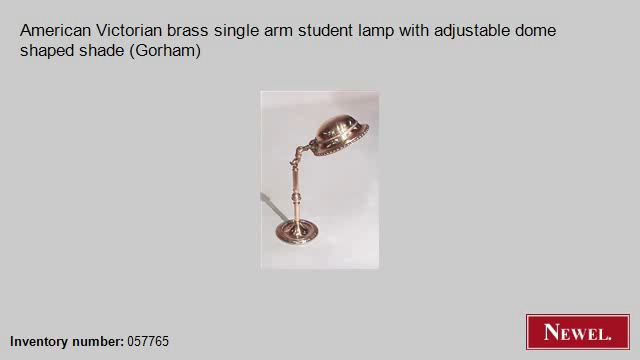 American Victorian brass single arm student lamp with adjustable dome
shaped shade (Gorham)
Inventory number: 057765
NEWEL.